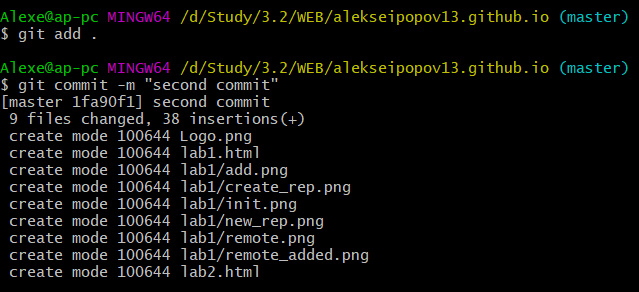 Alexe@ap-pc MINGW64 /d/Study/3.2/WEB/alekseipopov13.github.io (master)
$ git add .
Alexe@ap-pc MINGW64 /d/Study/3.2/WEB/alekseipopov13.github.io (master)
$ git commit -m "second commit"
[master 1fa90f1] second commit
 9 files changed, 38 insertions(+)
 create mode 100644 Logo.png
 create mode 100644 lab1.html
 create mode 100644 lab1/add.png
 create mode 100644 lab1/create_rep.png
 create mode 100644 lab1/init.png
 create mode 100644 lab1/new_rep.png
 create mode 100644 lab1/remote.png
 create mode 100644 lab1/remote_added.png
 create mode 100644 lab2.html